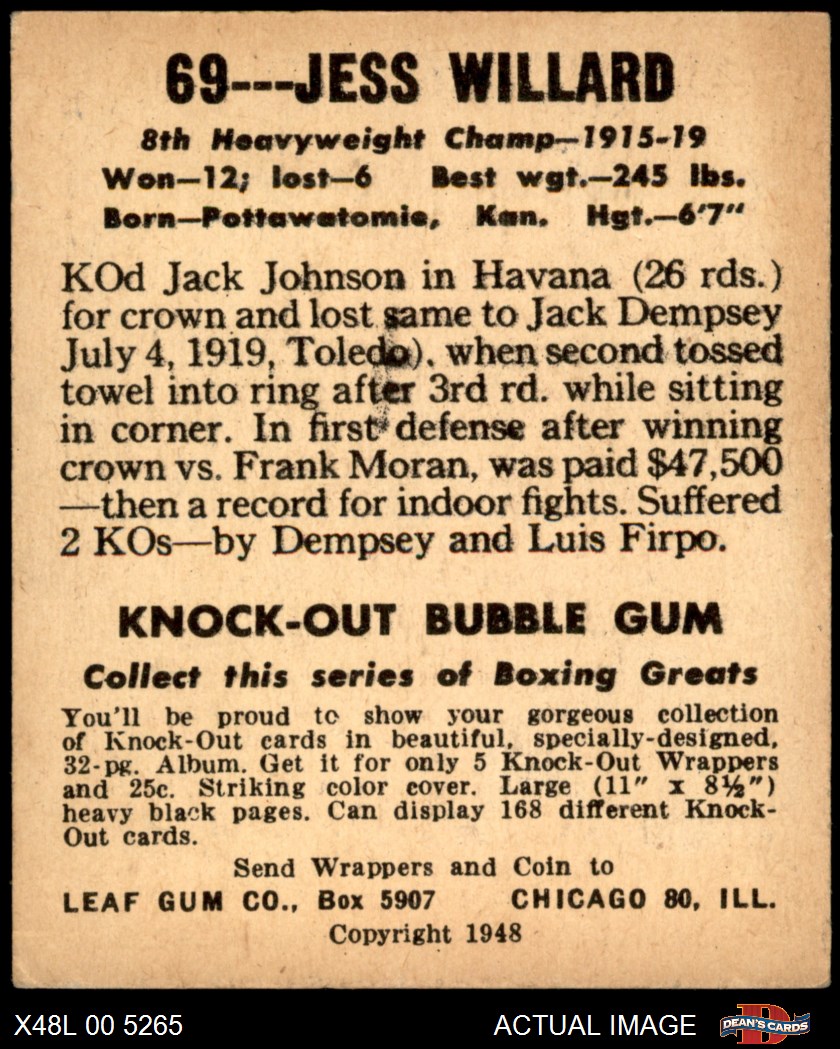 69---JESS WILLARD
8th Heavyweight Champ—1915-19
Won—12; lost—6 Best wgt.—245 lbs.
Born—Pottawatomie, Kan. Hgt.—6'7"
KOd Jack Johnson in Havana (26 rds.)
for crown and lost same to Jack Dempsey
July 4, 1919, Toledo). when second tossed
towel into ring after 3rd rd. while sitting
in corner. In first defense after winning
crown vs. Frank Moran, was paid $47,500
—then a record for indoor fights. Suffered
2 KOs—by Dempsey and Luis Firpo.
KNOCK-OUT BUBBLE GUM
Collect this series of Boxing Greats
You'll be proud to show your gorgeous collection
of Knock-Out cards in beautiful, specially-designed,
32-pg. Album. Get it for only 5 Knock-Out Wrappers
and 25c. Striking color cover. Large (11" x 8½")
heavy black pages. Can display 168 different Knock-
Out cards.
Send Wrappers and Coin to
LEAF GUM CO., Box 5907 CHICAGO 80, ILL.
Copyright 1948
X48L 00 5265 ACTUAL IMAGE DEAN'S CARDS